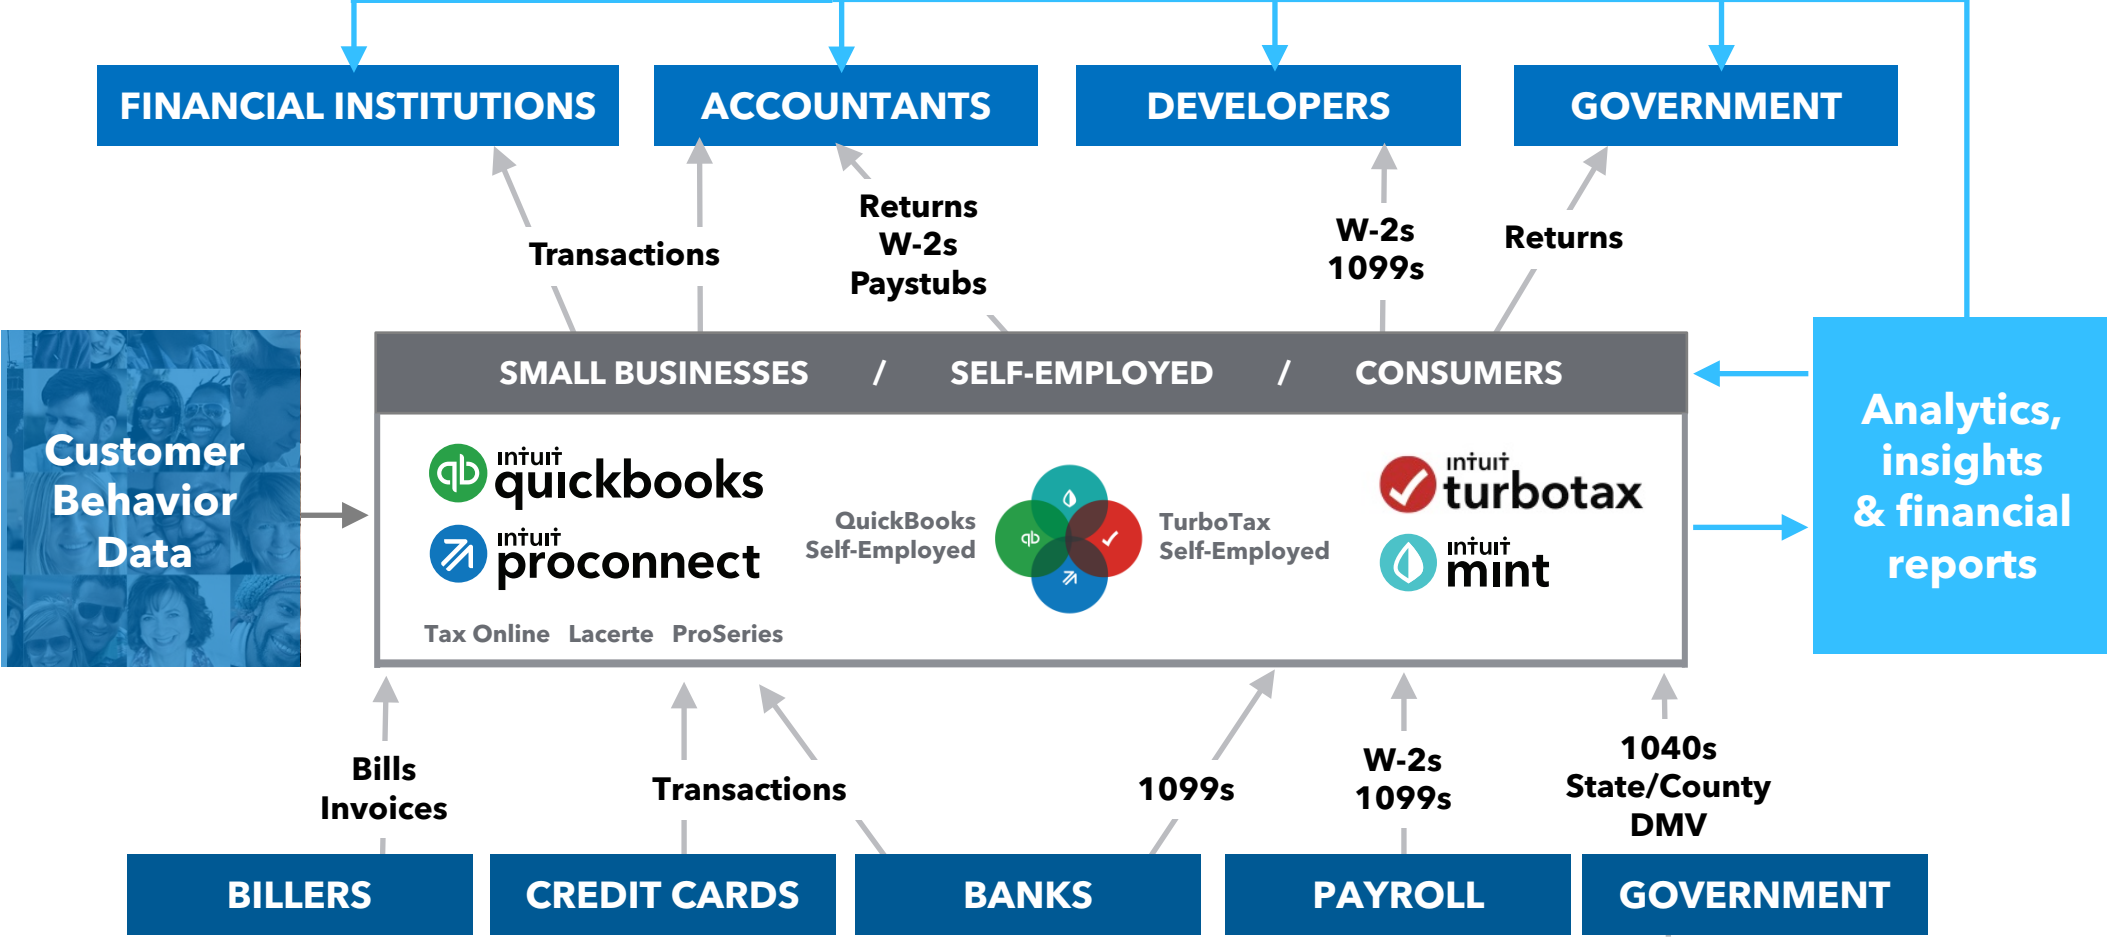 FINANCIAL INSTITUTIONS
ACCOUNTANTS
DEVELOPERS
GOVERNMENT
Transactions
Returns
W-2s
Paystubs
W-2s
1099s
Returns
Customer
Behavior
Data
SMALL BUSINESSES / SELF-EMPLOYED / CONSUMERS
intuit
quickbooks
intuit
proconnect
Tax Online Lacerte ProSeries
QuickBooks
Self-Employed
qb
qb
TurboTax
Self-Employed
intuit
turbotax
intuit
mint
Analytics,
insights
& financial
reports
Bills
Invoices
Transactions
1099s
W-2s
1099s
1040s
State/County
DMV
BILLERS
CREDIT CARDS
BANKS
PAYROLL
GOVERNMENT